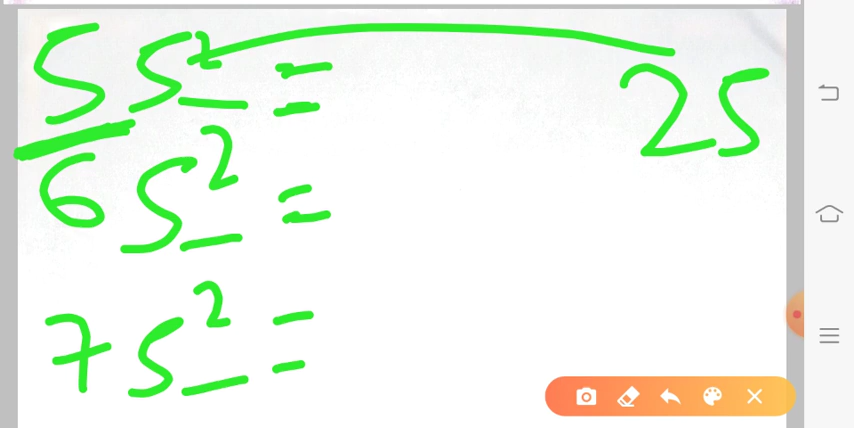 55² = 25
65² =
75² =